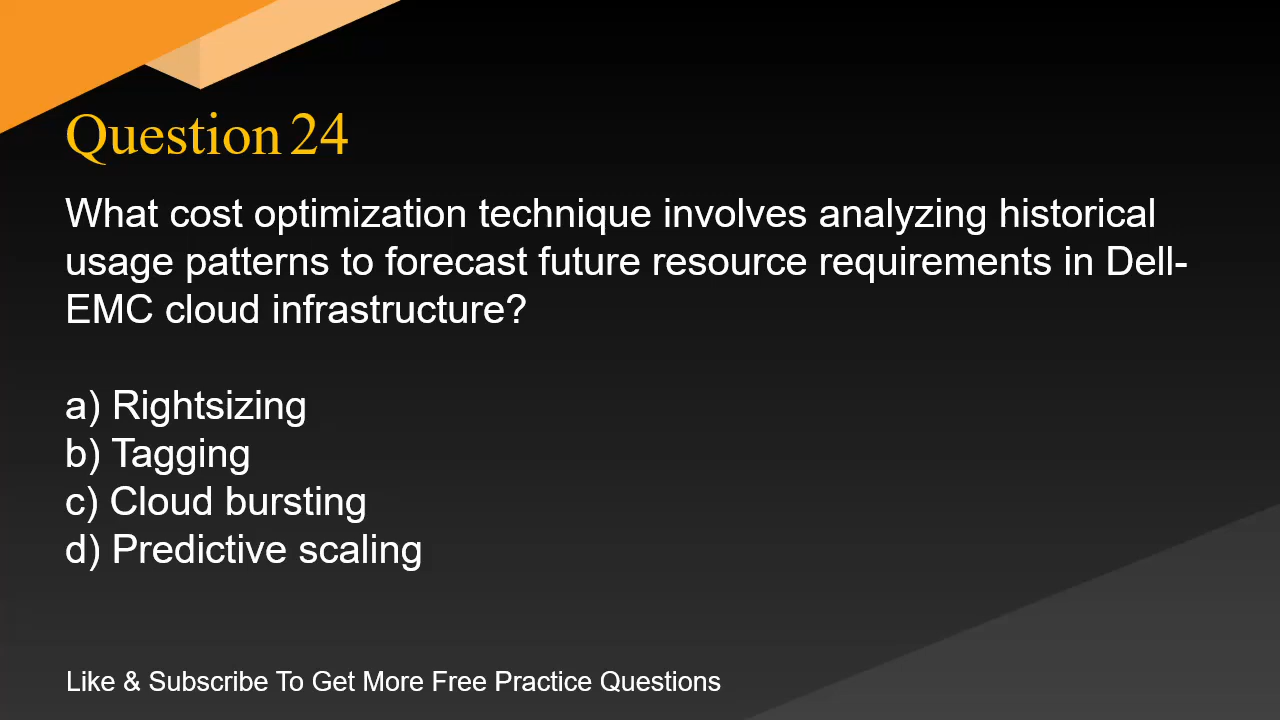 Question 24
What cost optimization technique involves analyzing historical
usage patterns to forecast future resource requirements in Dell-
EMC cloud infrastructure?
a) Rightsizing
b) Tagging
c) Cloud bursting
d) Predictive scaling
Like & Subscribe To Get More Free Practice Questions